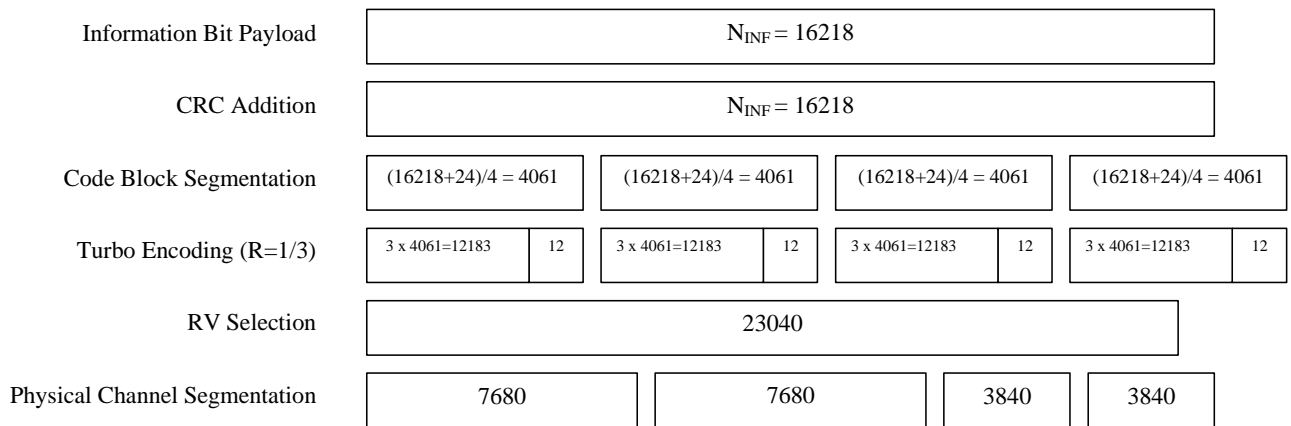 Information Bit Payload N_INF = 16218
CRC Addition N_INF = 16218
Code Block Segmentation (16218+24)/4 = 4061 (16218+24)/4 = 4061 (16218+24)/4 = 4061 (16218+24)/4 = 4061
Turbo Encoding (R=1/3) 3 x 4061=12183 12 3 x 4061=12183 12 3 x 4061=12183 12 3 x 4061=12183 12
RV Selection 23040
Physical Channel Segmentation 7680 7680 3840 3840